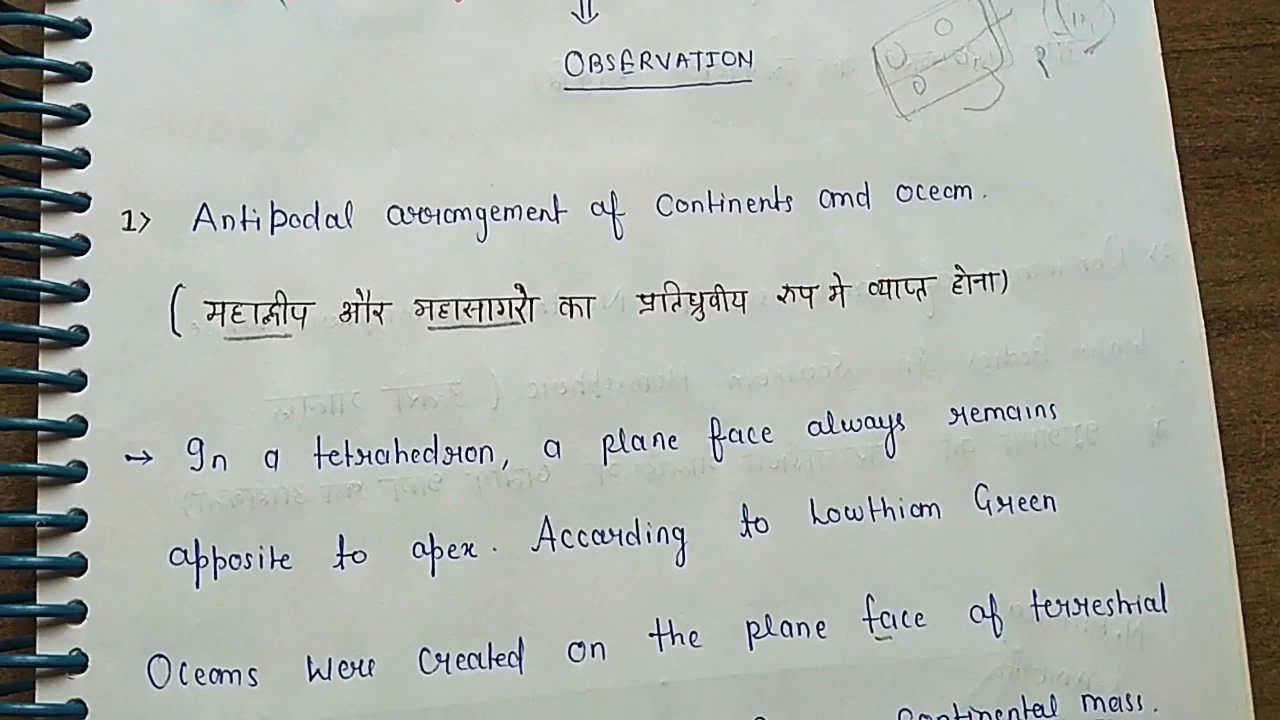 ⇓
OBSERVATION
1> Antipodal arrangement of continents and ocean.
( महाद्वीप और महासागरो का प्रतिध्रुवीय रुप मे व्याप्त होना)
→ In a tetrahedron, a plane face always remains
opposite to apex. According to Lowthian Green
Oceans were created on the plane face of terreshrial
Continental mass.